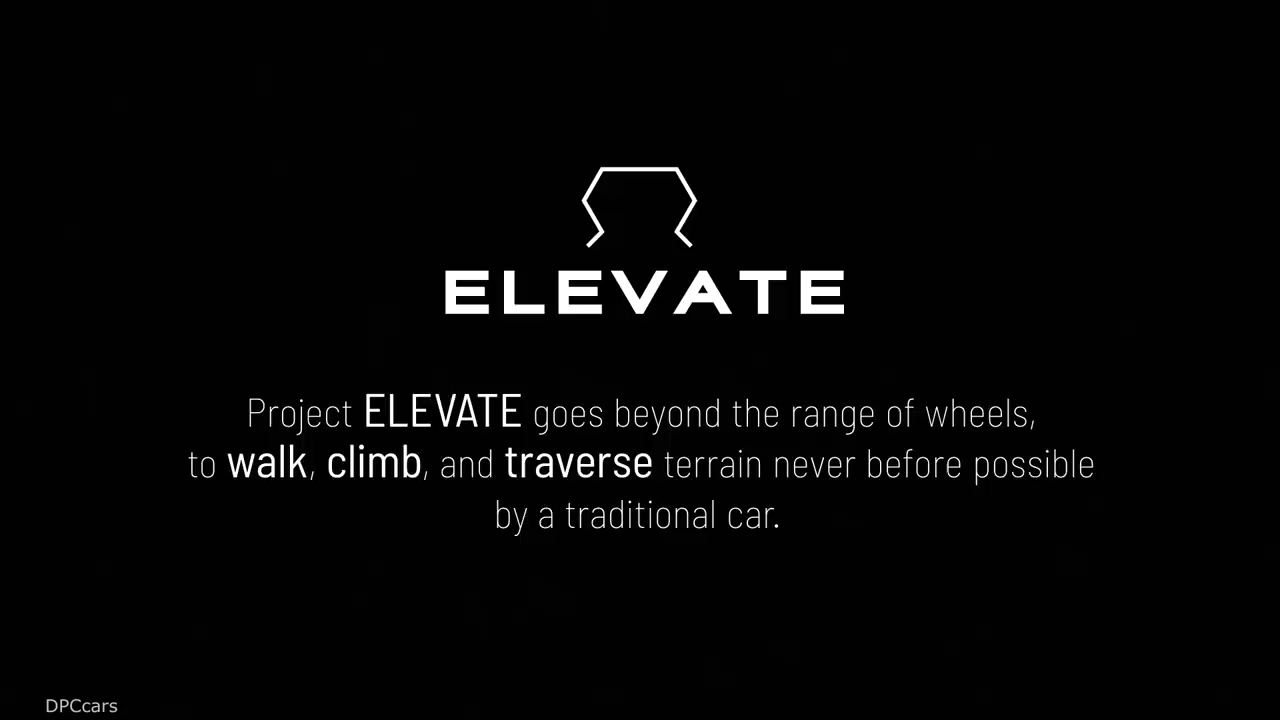 ELEVATE
Project ELEVATE goes beyond the range of wheels,
to walk, climb, and traverse terrain never before possible
by a traditional car.
DPCcars